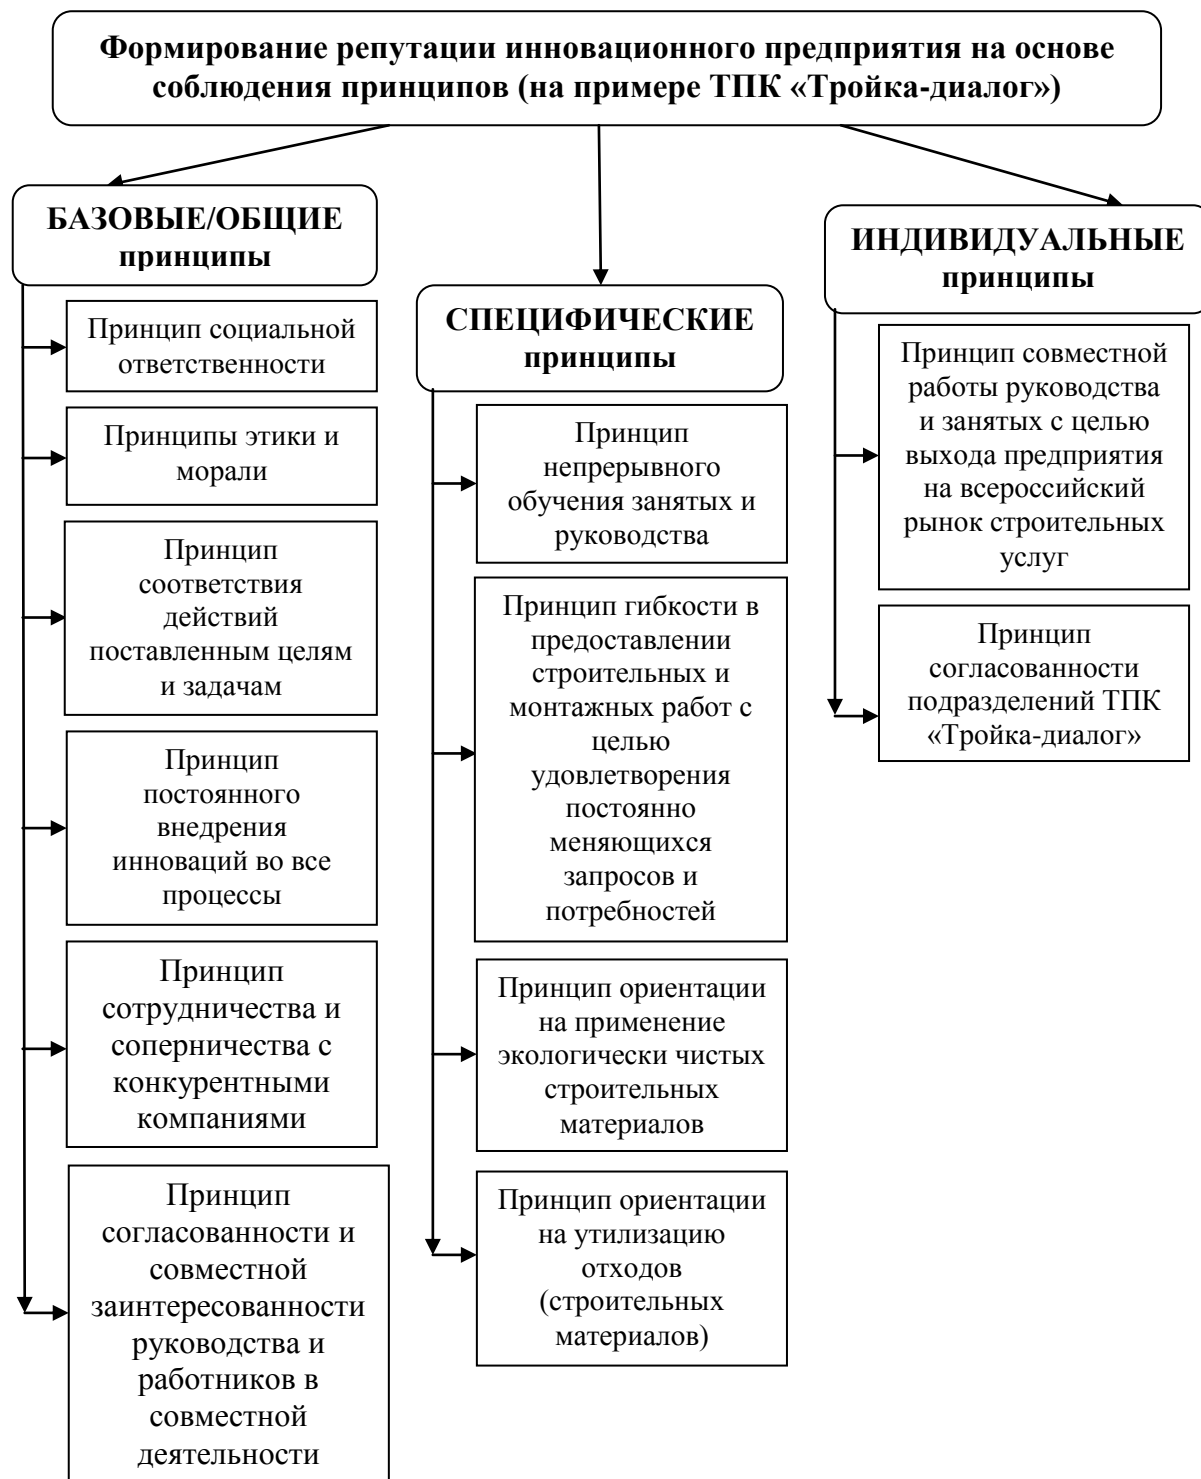 Формирование репутации инновационного предприятия на основе
соблюдения принципов (на примере ТПК «Тройка-диалог»)
БАЗОВЫЕ/ОБЩИЕ
принципы
Принцип социальной
ответственности
Принципы этики и
морали
Принцип
соответствия
действий
поставленным целям
и задачам
Принцип
постоянного
внедрения
инноваций во все
процессы
Принцип
сотрудничества и
соперничества с
конкурентными
компаниями
Принцип
согласованности и
совместной
заинтересованности
руководства и
работников в
совместной
деятельности
СПЕЦИФИЧЕСКИЕ
принципы
Принцип
непрерывного
обучения занятых и
руководства
Принцип гибкости в
предоставлении
строительных и
монтажных работ с
целью
удовлетворения
постоянно
меняющихся
запросов и
потребностей
Принцип ориентации
на применение
экологически чистых
строительных
материалов
Принцип ориентации
на утилизацию
отходов
(строительных
материалов)
ИНДИВИДУАЛЬНЫЕ
принципы
Принцип совместной
работы руководства
и занятых с целью
выхода предприятия
на всероссийский
рынок строительных
услуг
Принцип
согласованности
подразделений ТПК
«Тройка-диалог»